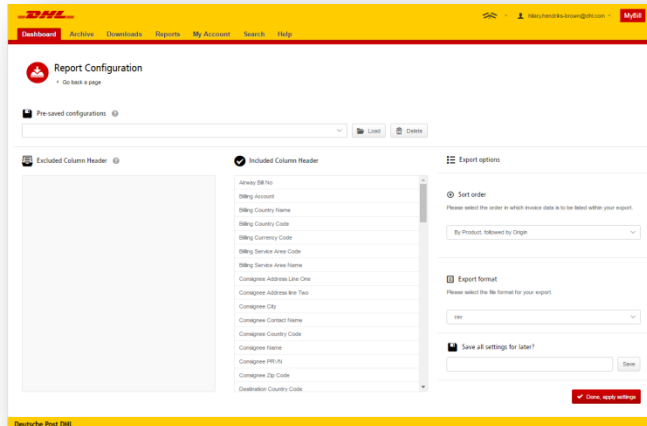 DHL
hilary.hendriks-brown@dhl.com
MyBill
Dashboard Archive Downloads Reports My Account Search Help
Report Configuration
Go back a page
Pre-saved configurations
Load
Delete
Excluded Column Header
Included Column Header
Export options
Airway Bill No
Billing Account
Billing Country Name
Billing Country Code
Billing Currency Code
Billing Service Area Code
Billing Service Area Name
Consignee Address Line One
Consignee Address line Two
Consignee City
Consignee Contact Name
Consignee Country Code
Consignee Name
Consignee PRVN
Consignee Zip Code
Destination Country Code
Sort order
Please select the order in which invoice data is to be listed within your export.
By Product, followed by Origin
Export format
Please select the file format for your export
csv
Save all settings for later?
Save
Done, apply settings
Deutsche Post DHL